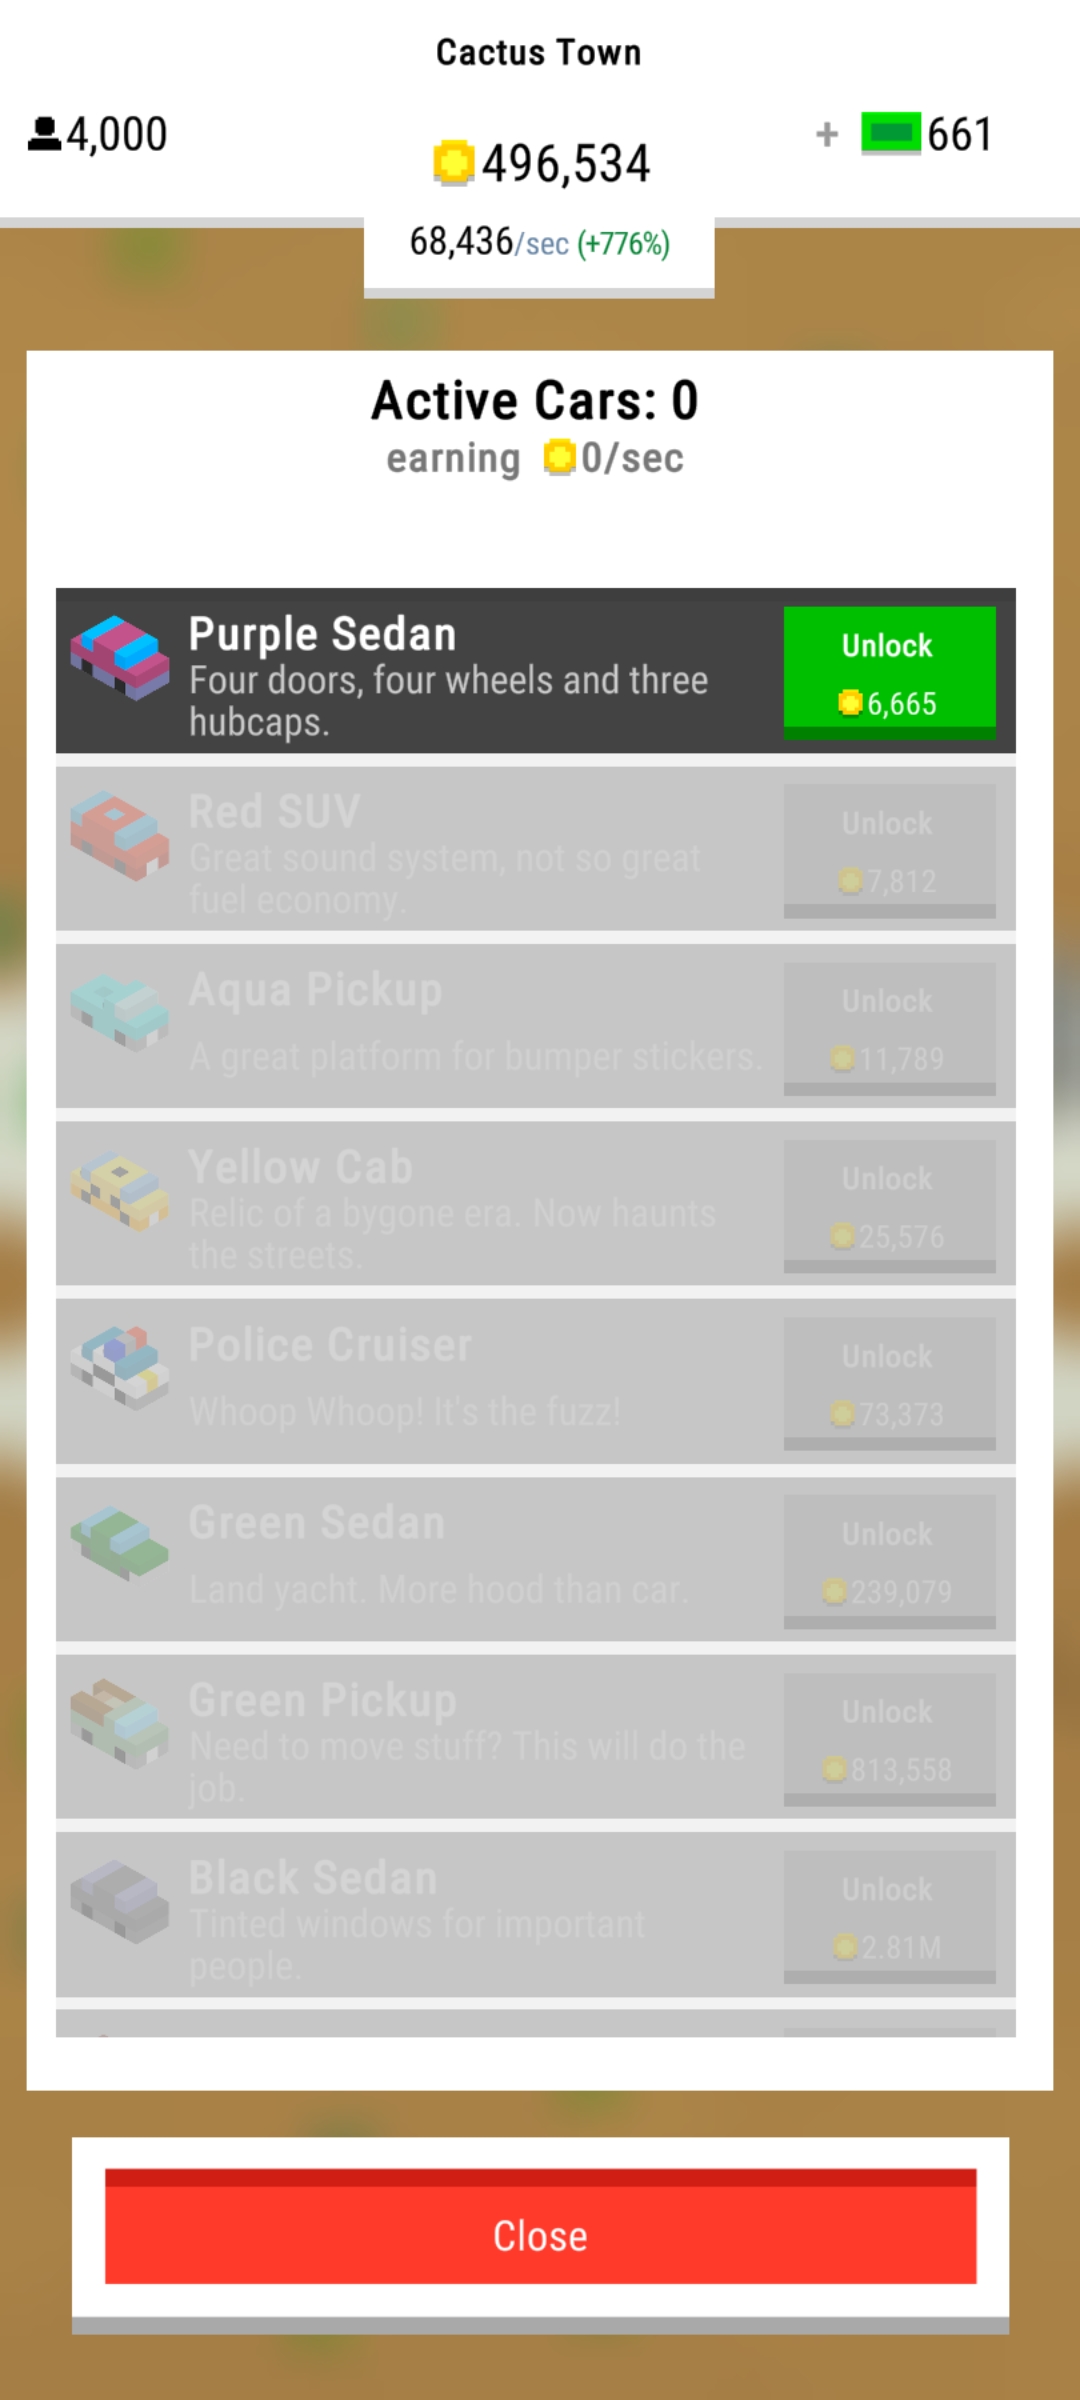 Cactus Town
4,000
496,534
+ 661
68,436/sec (+776%)
Active Cars: 0
earning 0/sec
Purple Sedan
Four doors, four wheels and three
hubcaps.
Unlock
6,665
Red SUV
Great sound system, not so great
fuel economy.
Unlock
7,812
Aqua Pickup
A great platform for bumper stickers.
Unlock
11,789
Yellow Cab
Relic of a bygone era. Now haunts
the streets.
Unlock
25,576
Police Cruiser
Whoop Whoop! It's the fuzz!
Unlock
73,373
Green Sedan
Land yacht. More hood than car.
Unlock
239,079
Green Pickup
Need to move stuff? This will do the
job.
Unlock
813,558
Black Sedan
Tinted windows for important
people.
Unlock
2.81M
Close